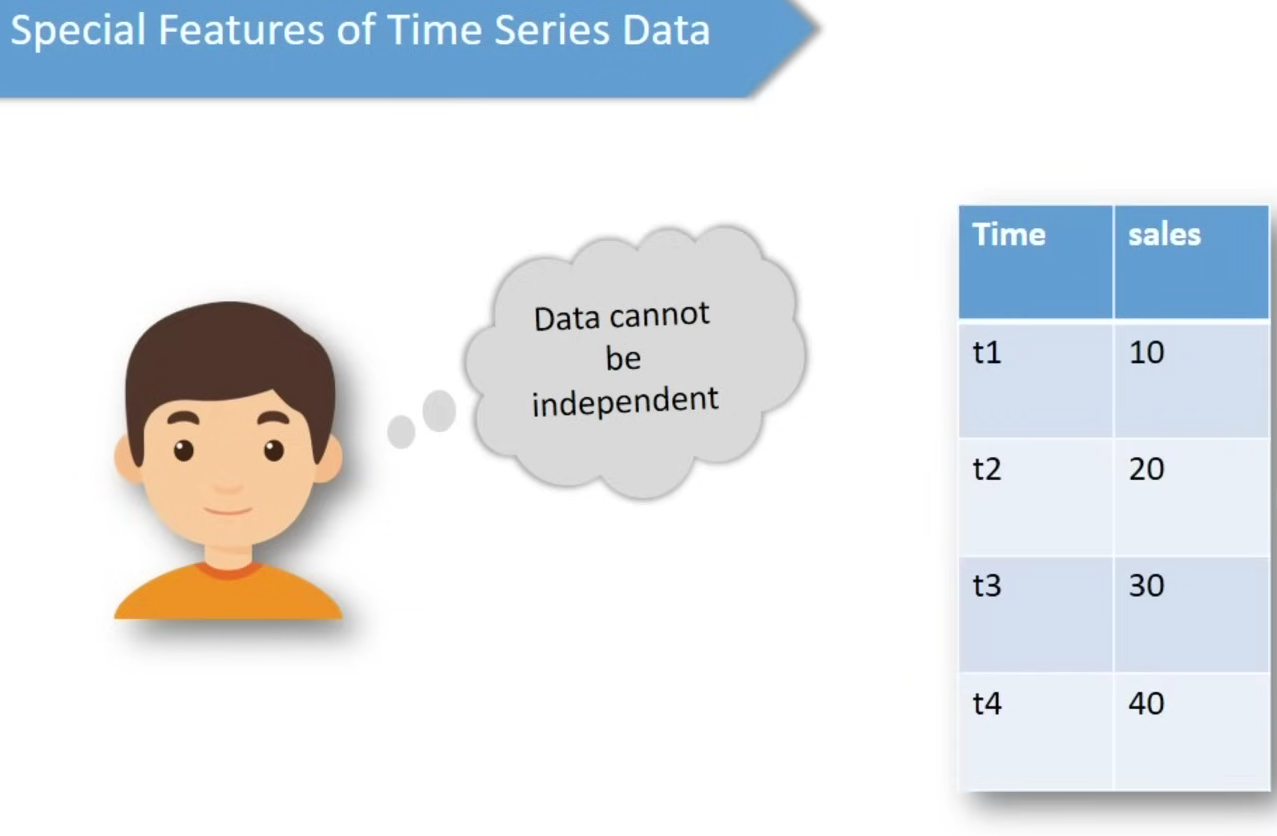 Special Features of Time Series Data
Data cannot
be
independent
Time sales
t1 10
t2 20
t3 30
t4 40